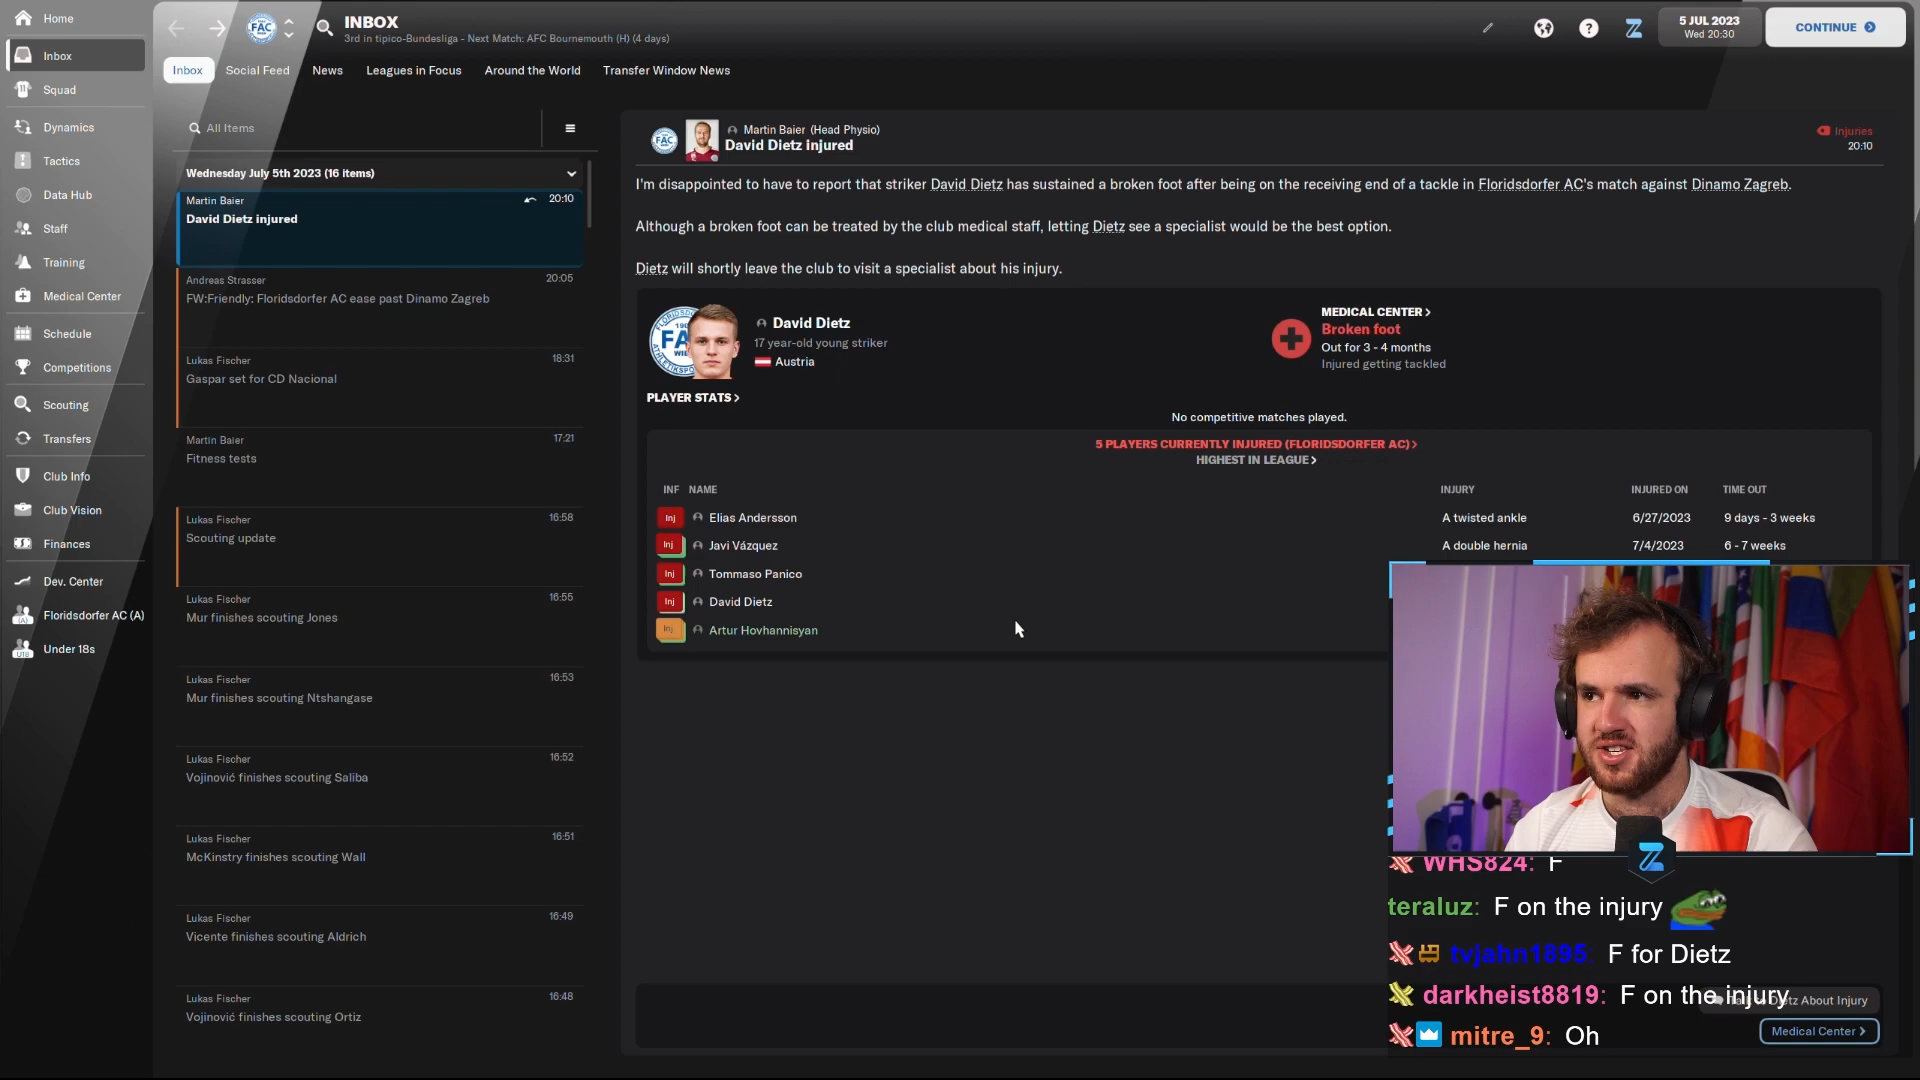 Home
Inbox
Squad
Dynamics
Tactics
Data Hub
Staff
Training
Medical Center
Schedule
Competitions
Scouting
Transfers
Club Info
Club Vision
Finances
Dev. Center
Floridsdorfer AC (A)
Under 18s
FAC
INBOX
3rd in tipico-Bundesliga - Next Match: AFC Bournemouth (H) (4 days)
5 JUL 2023
Wed 20:30
CONTINUE
Inbox
Social Feed
News
Leagues in Focus
Around the World
Transfer Window News
All Items
Wednesday July 5th 2023 (16 items)
Martin Baier 20:10
David Dietz injured
Andreas Strasser 20:05
FW:Friendly: Floridsdorfer AC ease past Dinamo Zagreb
Lukas Fischer 18:31
Gaspar set for CD Nacional
Martin Baier 17:21
Fitness tests
Lukas Fischer 16:58
Scouting update
Lukas Fischer 16:55
Mur finishes scouting Jones
Lukas Fischer 16:53
Mur finishes scouting Ntshangase
Lukas Fischer 16:52
Vojinović finishes scouting Saliba
Lukas Fischer 16:51
McKinstry finishes scouting Wall
Lukas Fischer 16:49
Vicente finishes scouting Aldrich
Lukas Fischer 16:48
Vojinović finishes scouting Ortiz
Martin Baier (Head Physio)
David Dietz injured
Injuries
20:10
I'm disappointed to have to report that striker David Dietz has sustained a broken foot after being on the receiving end of a tackle in Floridsdorfer AC's match against Dinamo Zagreb.
Although a broken foot can be treated by the club medical staff, letting Dietz see a specialist would be the best option.
Dietz will shortly leave the club to visit a specialist about his injury.
David Dietz
17 year-old young striker
Austria
MEDICAL CENTER >
Broken foot
Out for 3 - 4 months
Injured getting tackled
PLAYER STATS >
No competitive matches played.
5 PLAYERS CURRENTLY INJURED (FLORIDSDORFER AC) >
HIGHEST IN LEAGUE >
INF NAME INJURY INJURED ON TIME OUT
Inj Elias Andersson A twisted ankle 6/27/2023 9 days - 3 weeks
Inj Javi Vázquez A double hernia 7/4/2023 6 - 7 weeks
Inj Tommaso Panico
Inj David Dietz
Inj Artur Hovhannisyan
WHS824: F
teraluz: F on the injury
tvjahn1895: F for Dietz
darkheist8819: F on the injury
mitre_9: Oh
About Injury
Medical Center >